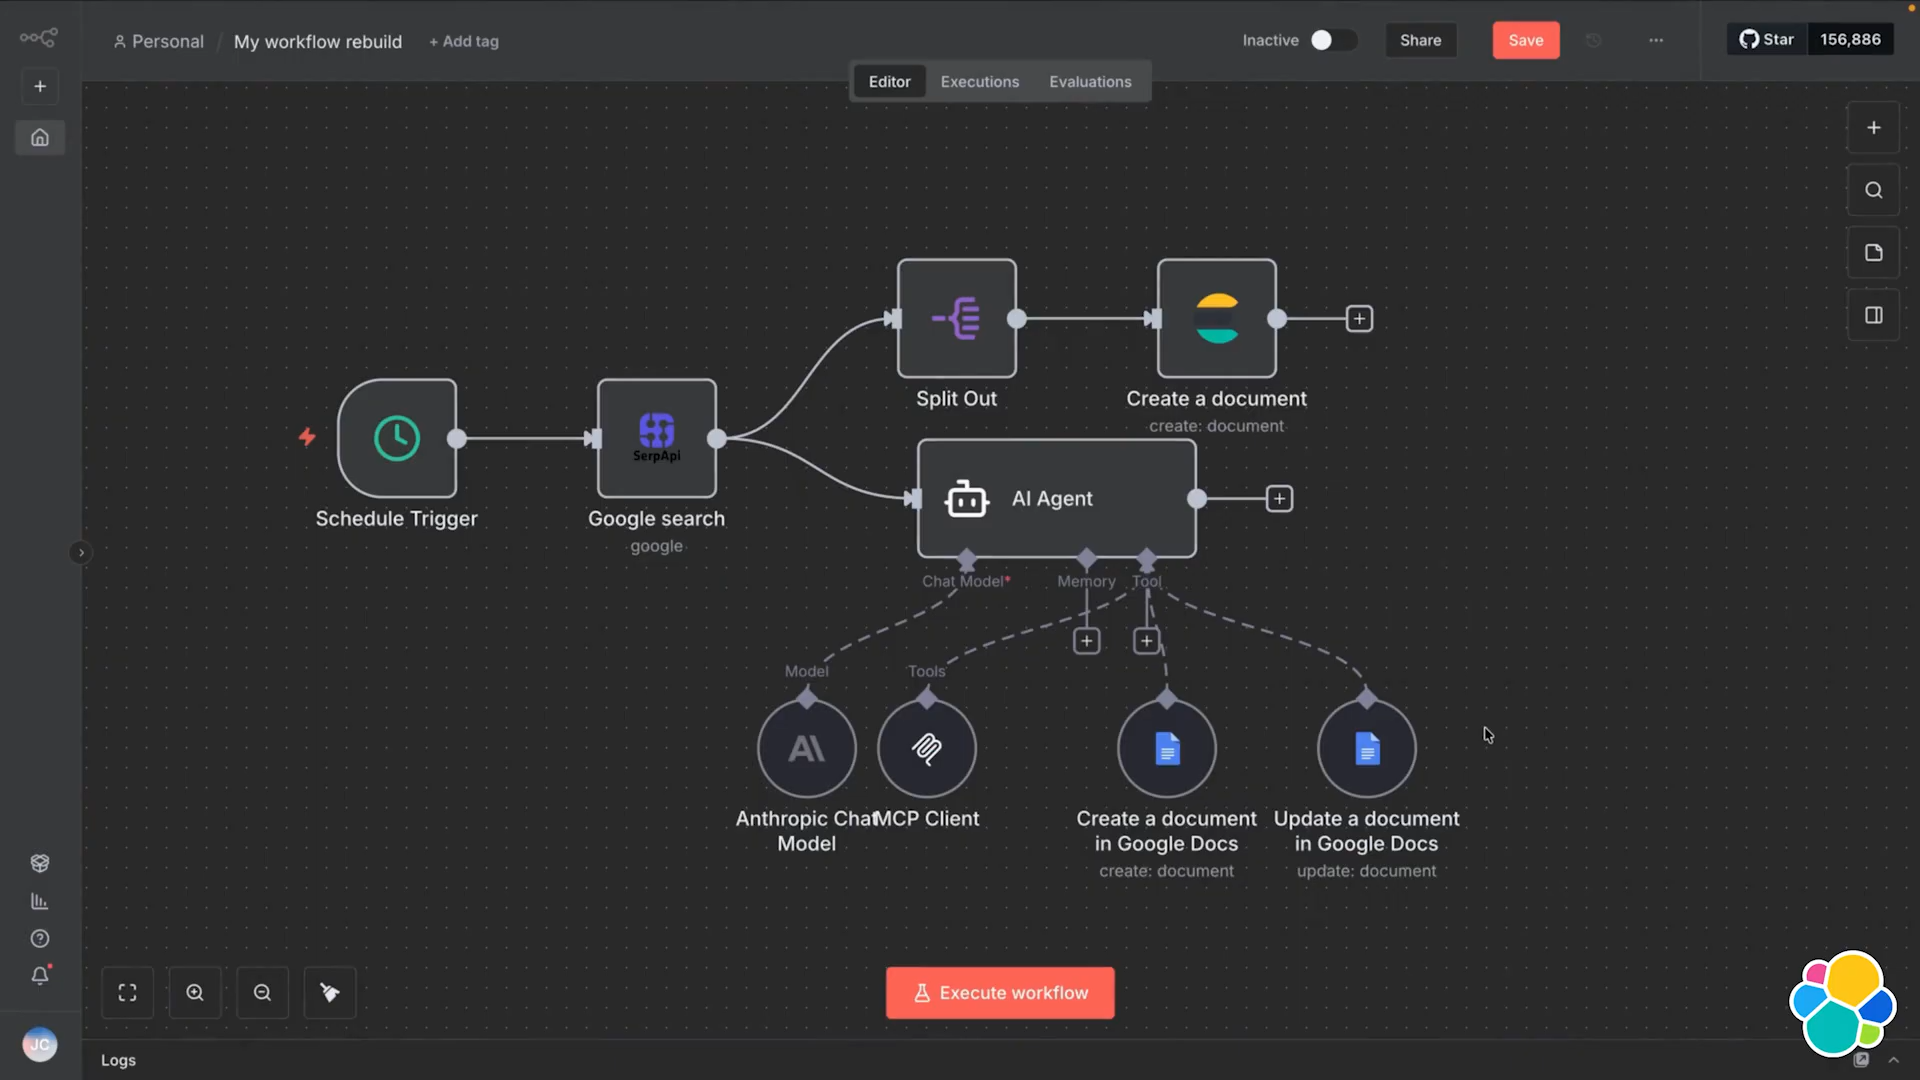 Personal / My workflow rebuild + Add tag
Inactive
Share
Save
Star 156,886
Editor Executions Evaluations
Split Out
Create a document
create: document
SerpApi
Schedule Trigger
Google search
google
AI Agent
Chat Model*
Memory
Tool
Model
Tools
Anthropic Chat
Model
MCP Client
Create a document
in Google Docs
create: document
Update a document
in Google Docs
update: document
Execute workflow
JC
Logs